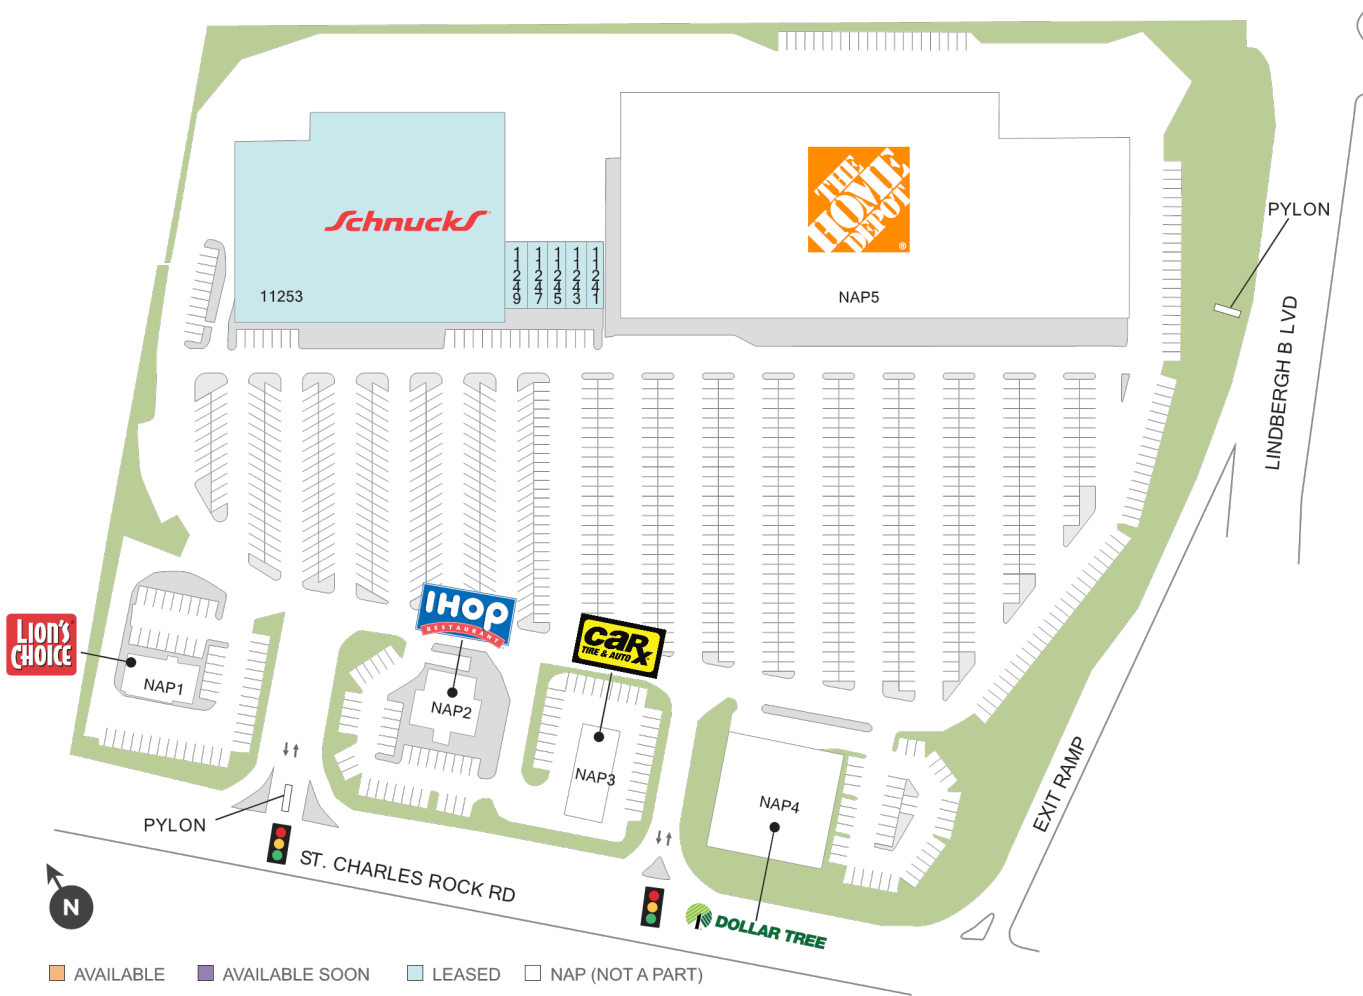 THE
HOME
DEPOT
®
PYLON
Schnucks
11249
11247
11245
11243
11241
11253
NAP5
LINDBERGH B LVD
IHOP
RESTAURANT
LION'S
CHOICE
CAR
X
TIRE & AUTO
NAP1
NAP2
NAP3
NAP4
EXIT RAMP
PYLON
ST. CHARLES ROCK RD
N
DOLLAR TREE
AVAILABLE
AVAILABLE SOON
LEASED
NAP (NOT A PART)